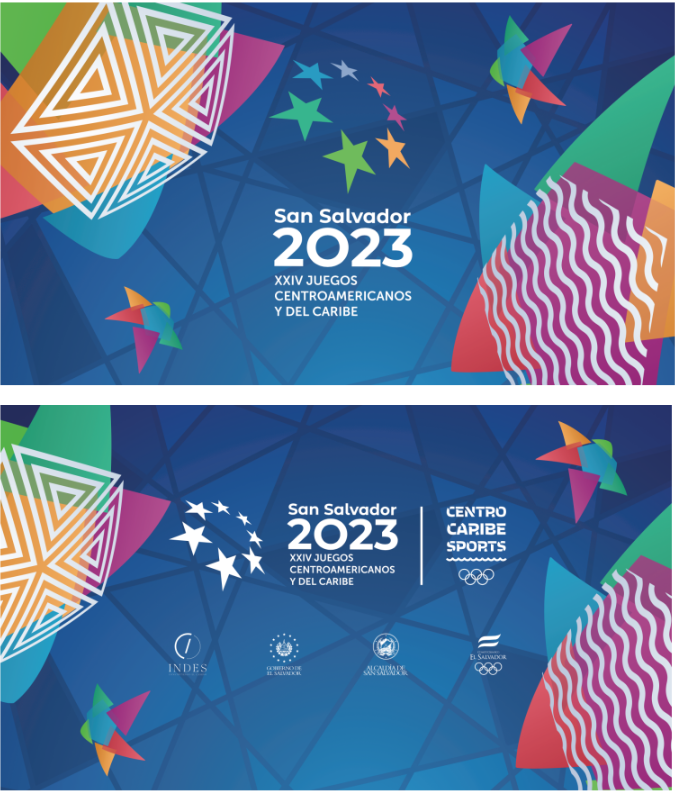 San Salvador
2023
XXIV JUEGOS
CENTROAMERICANOS
Y DEL CARIBE
San Salvador
2023
XXIV JUEGOS
CENTROAMERICANOS
Y DEL CARIBE
CENTRO
CARIBE
SPORTS
INDES
GOBIERNO DE
EL SALVADOR
ALCALDÍA DE
SAN SALVADOR
EL SALVADOR